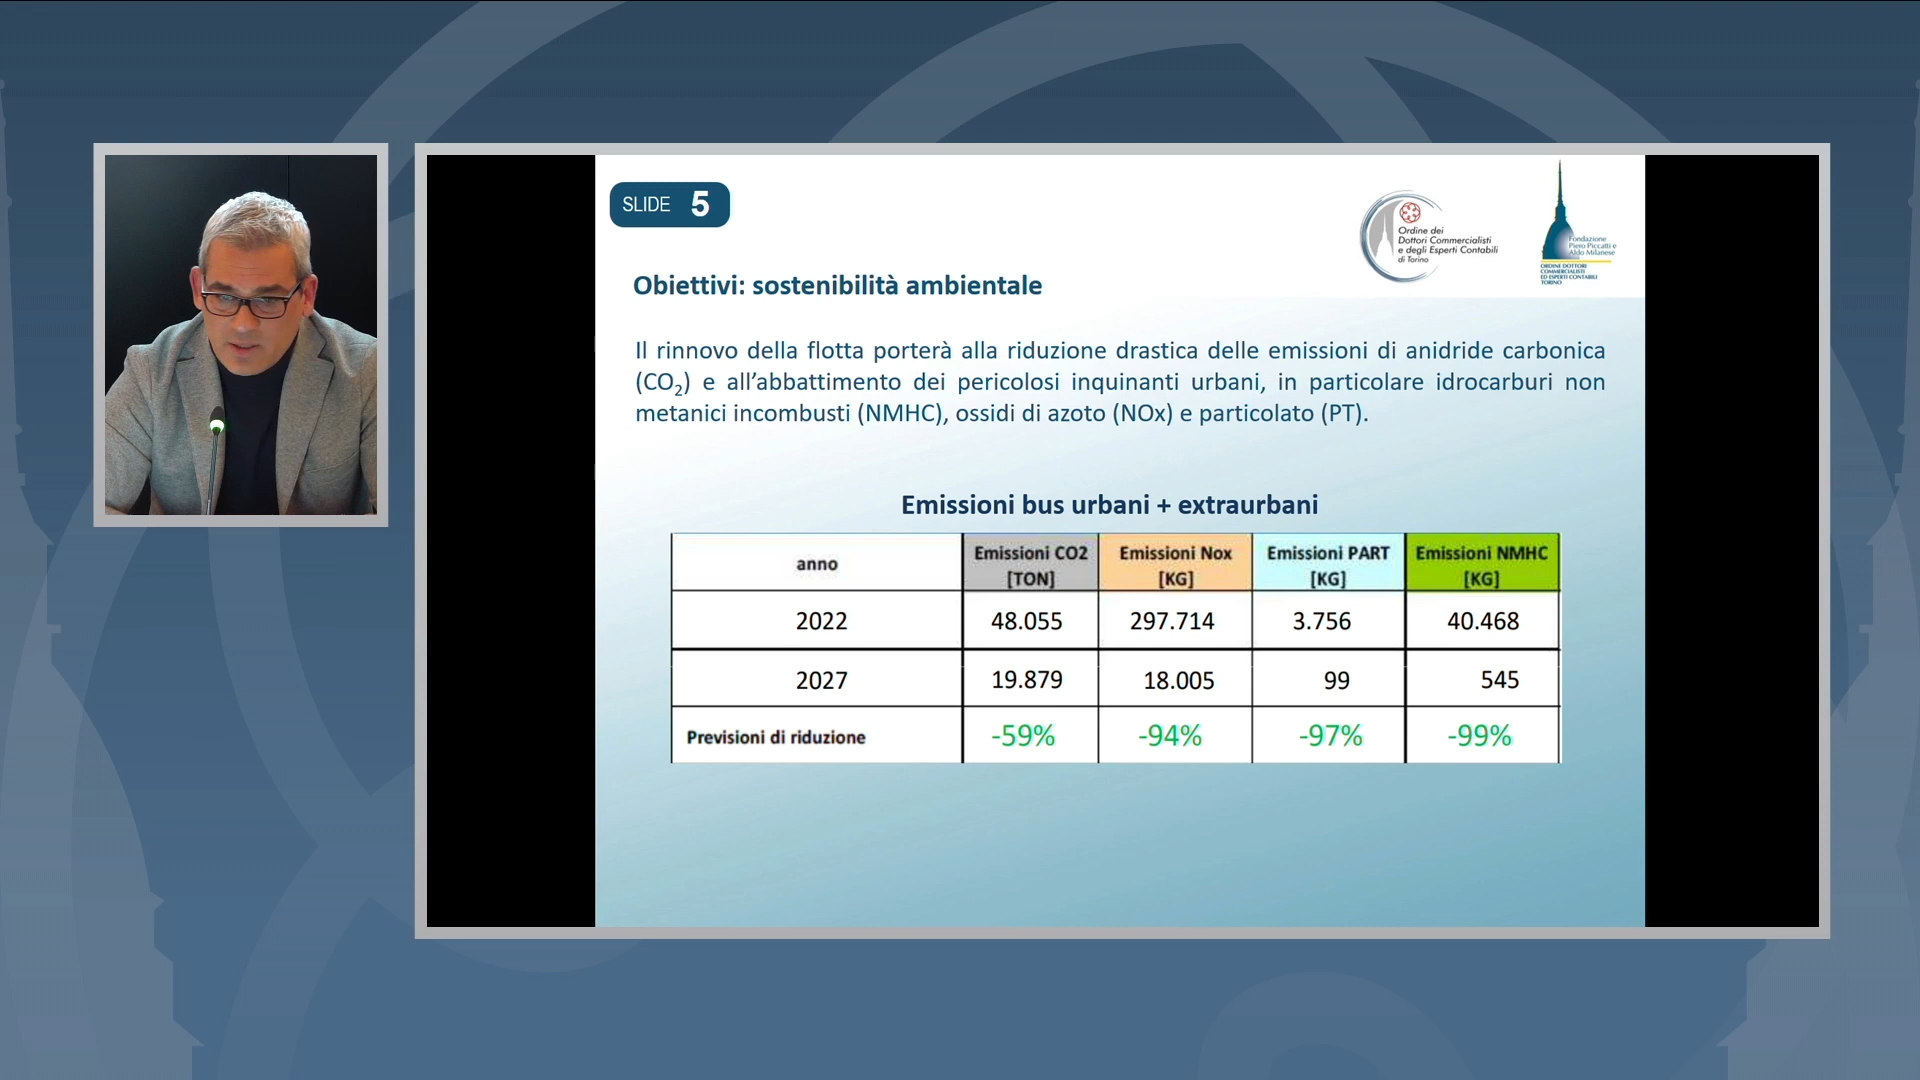 SLIDE 5
Ordine dei
Dottori Commercialisti
e degli Esperti Contabili
di Torino
Fondazione
Piero Piccatti e
Aldo Milanese
ORDINE DOTTORI
COMMERCIALISTI
ED ESPERTI CONTABILI
TORINO
Obiettivi: sostenibilità ambientale
Il rinnovo della flotta porterà alla riduzione drastica delle emissioni di anidride carbonica
(CO2) e all’abbattimento dei pericolosi inquinanti urbani, in particolare idrocarburi non
metanici incombusti (NMHC), ossidi di azoto (NOx) e particolato (PT).
Emissioni bus urbani + extraurbani
anno Emissioni CO2 [TON] Emissioni Nox [KG] Emissioni PART [KG] Emissioni NMHC [KG]
2022 48.055 297.714 3.756 40.468
2027 19.879 18.005 99 545
Previsioni di riduzione -59% -94% -97% -99%